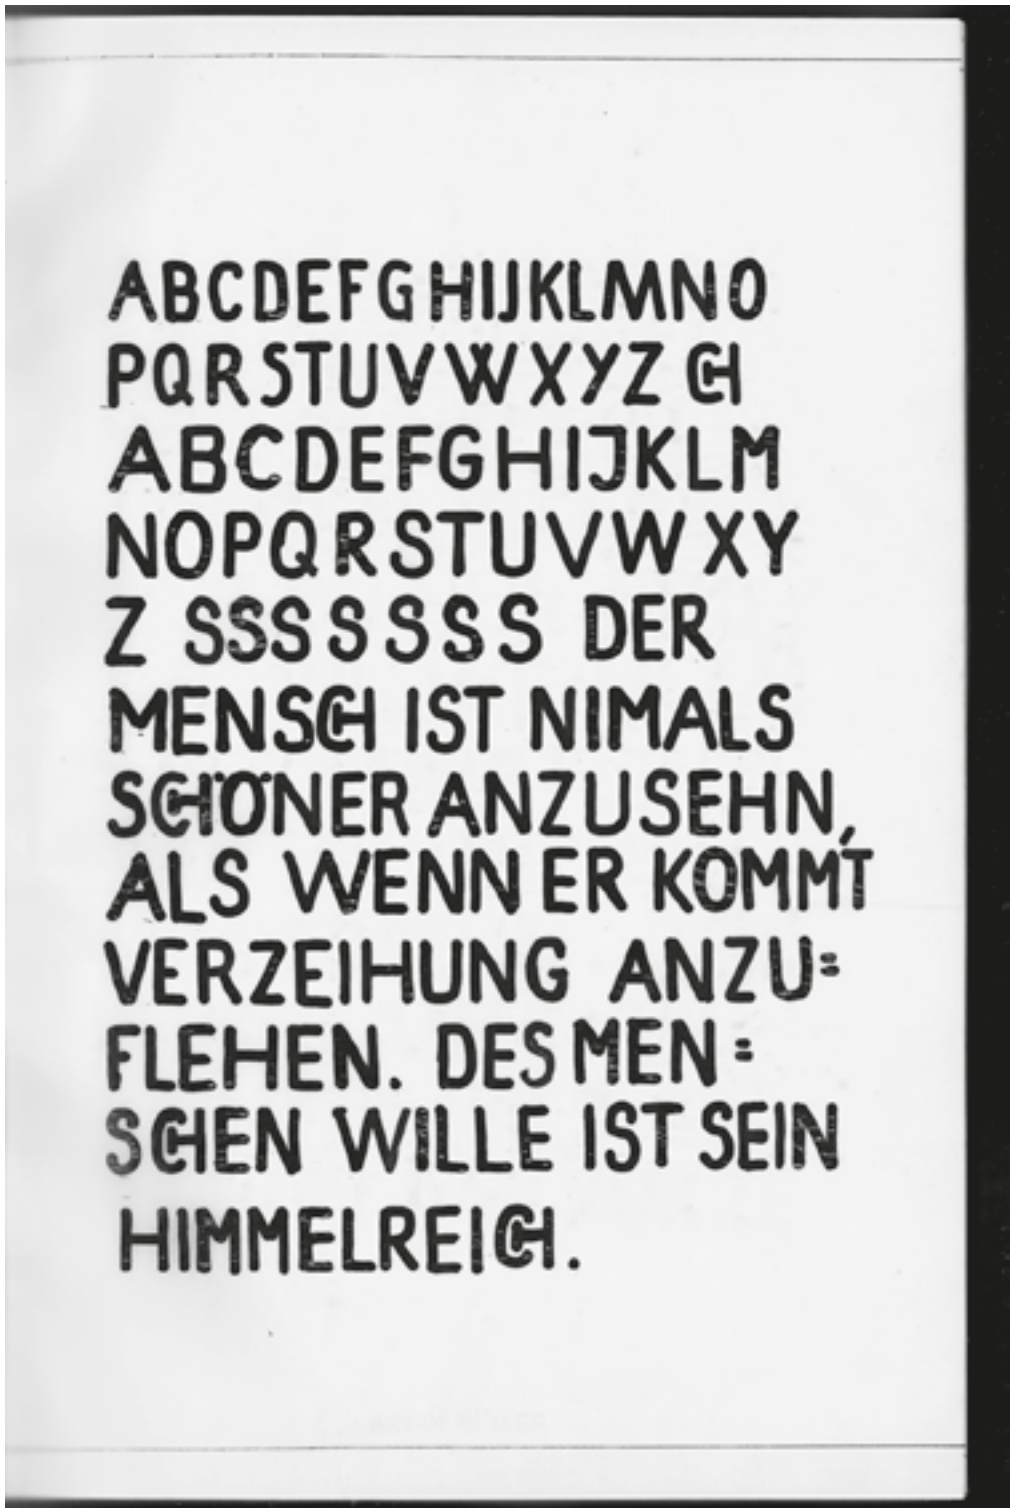 ABCDEFGHIJKLMNO
PQRSTUVWXYZ CH
ABCDEFGHIJKLM
NOPQRSTUVWXY
Z SSSSSSS DER
MENSCH IST NIMALS
SCHÖNER ANZUSEHN,
ALS WENN ER KOMMT
VERZEIHUNG ANZU=
FLEHEN. DES MEN=
SCHEN WILLE IST SEIN
HIMMELREICH.